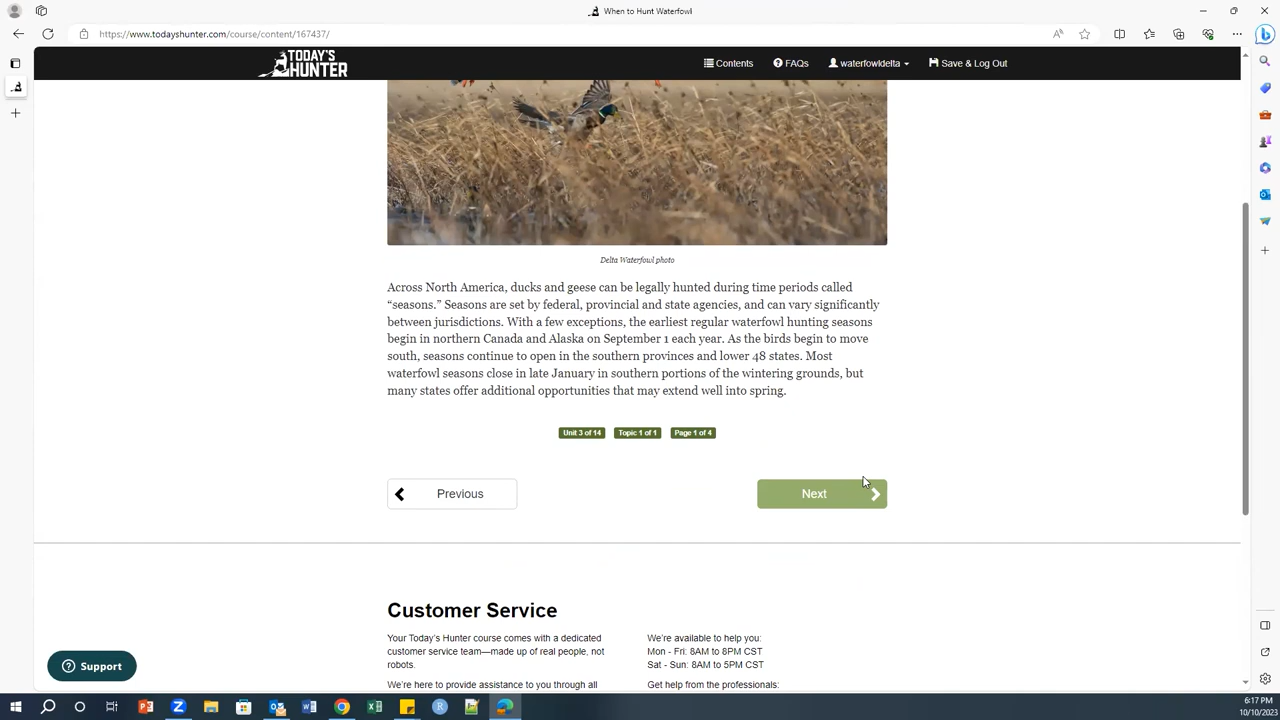 When to Hunt Waterfowl
https://www.todayshunter.com/course/content/167437/
TODAY'S HUNTER
Contents
FAQs
waterfowldelta
Save & Log Out
Delta Waterfowl photo
Across North America, ducks and geese can be legally hunted during time periods called
“seasons.” Seasons are set by federal, provincial and state agencies, and can vary significantly
between jurisdictions. With a few exceptions, the earliest regular waterfowl hunting seasons
begin in northern Canada and Alaska on September 1 each year. As the birds begin to move
south, seasons continue to open in the southern provinces and lower 48 states. Most
waterfowl seasons close in late January in southern portions of the wintering grounds, but
many states offer additional opportunities that may extend well into spring.
Unit 3 of 14 Topic 1 of 1 Page 1 of 4
Previous
Next
Customer Service
Your Today's Hunter course comes with a dedicated
customer service team—made up of real people, not
robots.
We're here to provide assistance to you through all
We're available to help you:
Mon - Fri: 8AM to 8PM CST
Sat - Sun: 8AM to 5PM CST
Get help from the professionals:
Support
6:17 PM
10/10/2023